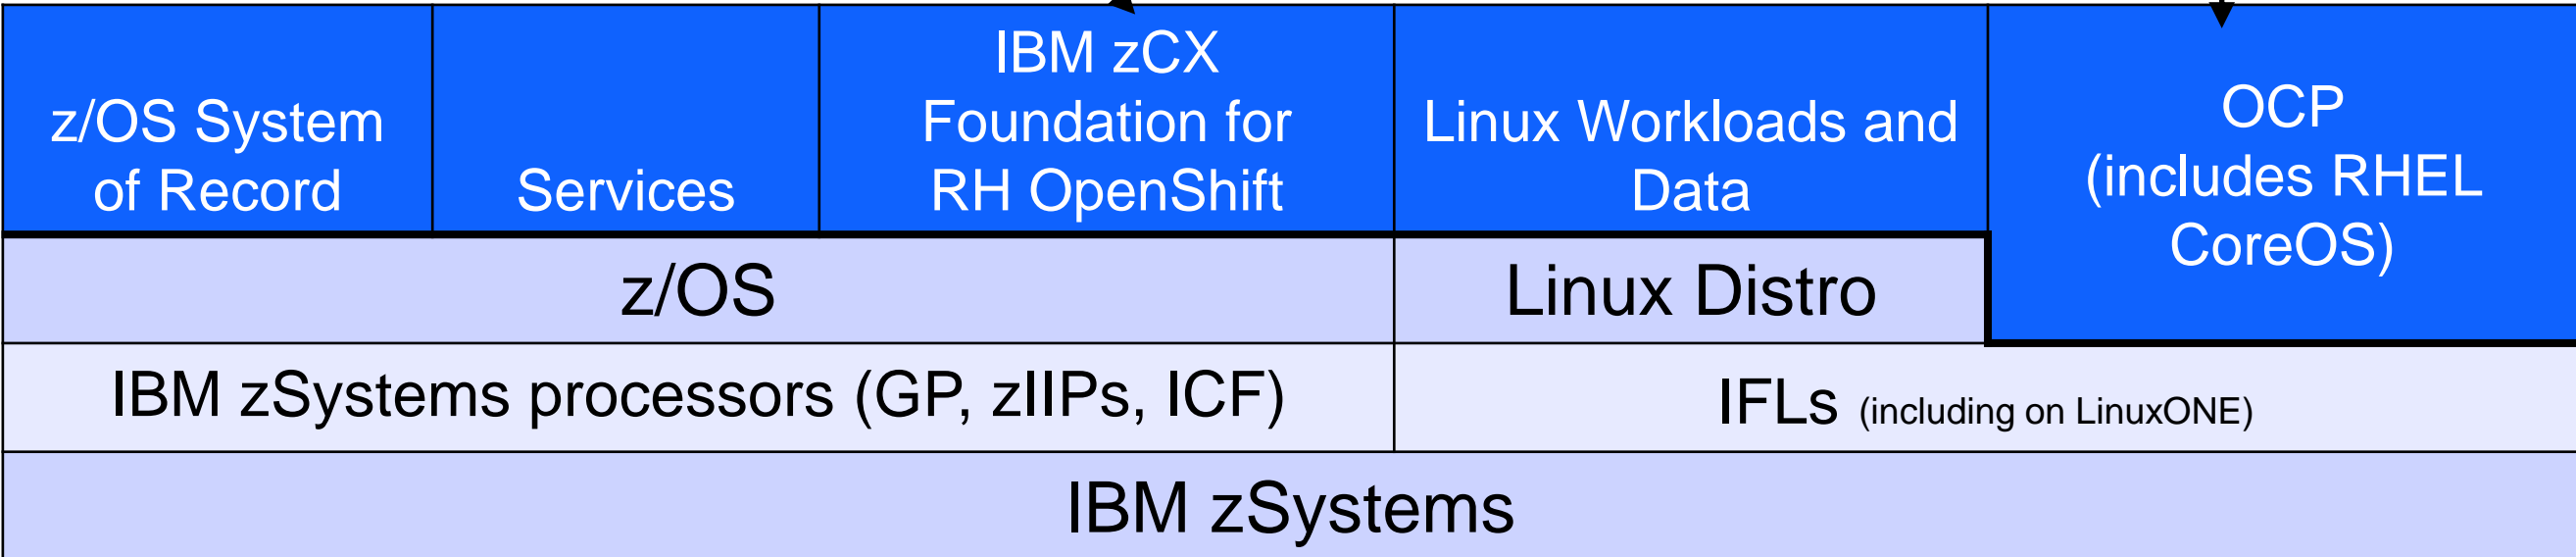 z/OS System
of Record
Services
IBM zCX
Foundation for
RH OpenShift
Linux Workloads and
Data
OCP
(includes RHEL
CoreOS)
z/OS
Linux Distro
IBM zSystems processors (GP, zIIPs, ICF)
IFLs (including on LinuxONE)
IBM zSystems